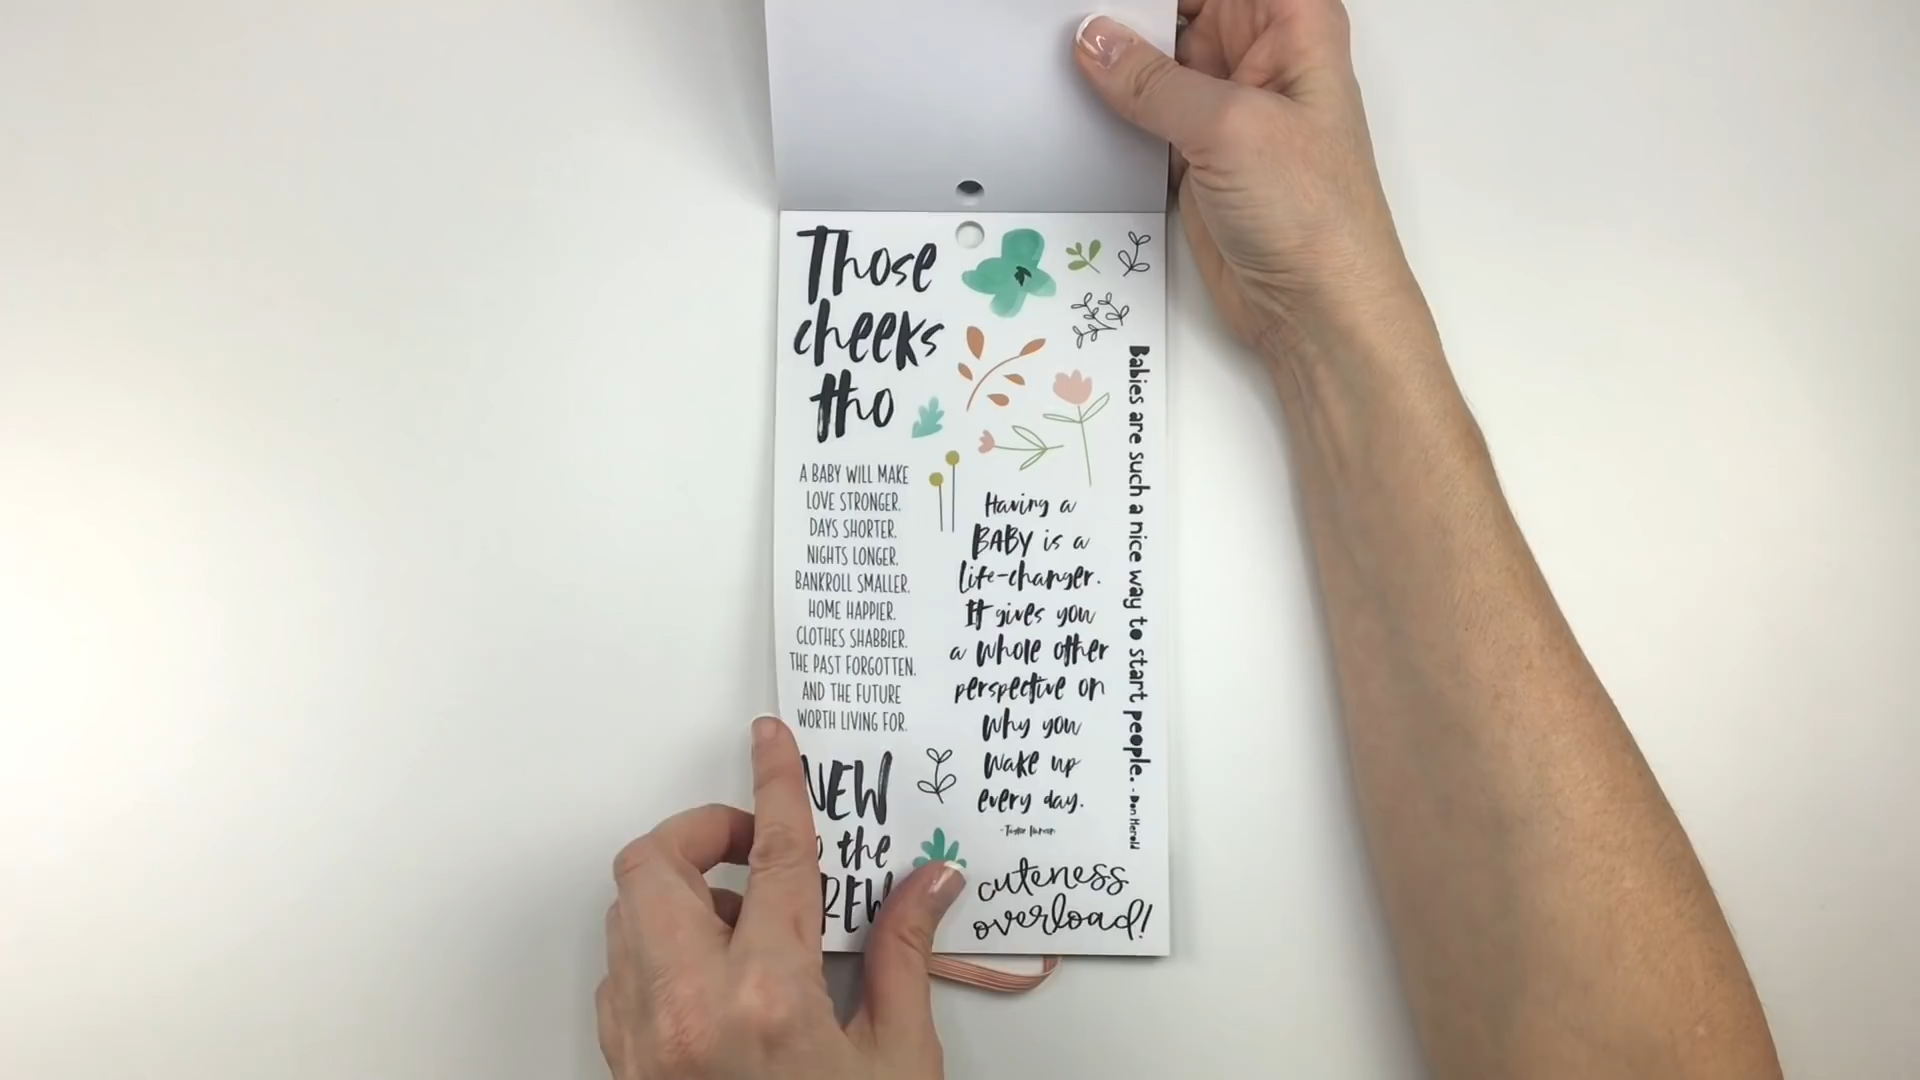 Those
cheeks
tho
A BABY WILL MAKE
LOVE STRONGER.
DAYS SHORTER.
NIGHTS LONGER.
BANKROLL SMALLER.
HOME HAPPIER.
CLOTHES SHABBIER.
THE PAST FORGOTTEN.
AND THE FUTURE
WORTH LIVING FOR.
NEW
the
Having a
BABY is a
life-changer.
It gives you
a whole other
perspective on
why you
wake up
every day.
cuteness
overload!
Babies are such a nice way to start people. - Don Herold